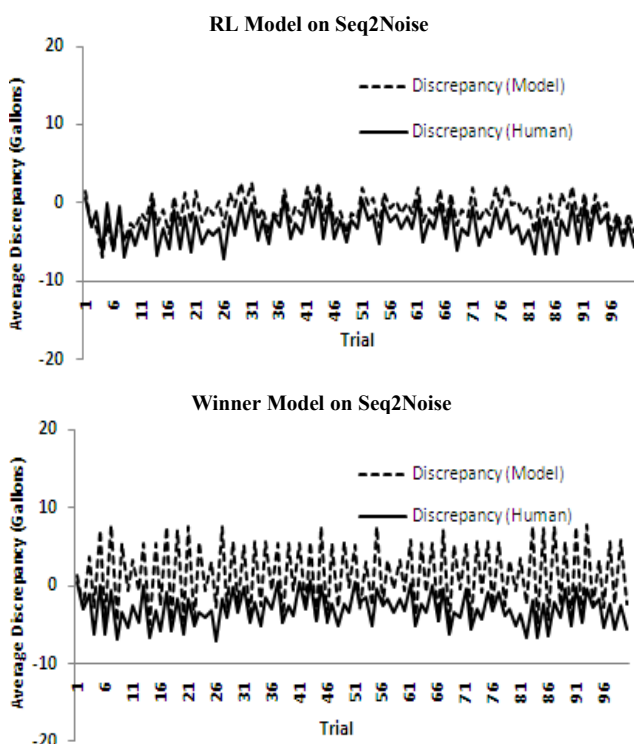 RL Model on Seq2Noise
20
10
0
-10
-20
Average Discrepancy (Gallons)
Discrepancy (Model)
Discrepancy (Human)
1 6 11 16 21 26 31 36 41 46 51 56 61 66 71 76 81 86 91 96
Trial
Winner Model on Seq2Noise
20
10
0
-10
-20
Average Discrepancy (Gallons)
Discrepancy (Model)
Discrepancy (Human)
1 6 11 16 21 26 31 36 41 46 51 56 61 66 71 76 81 86 91 96
Trial